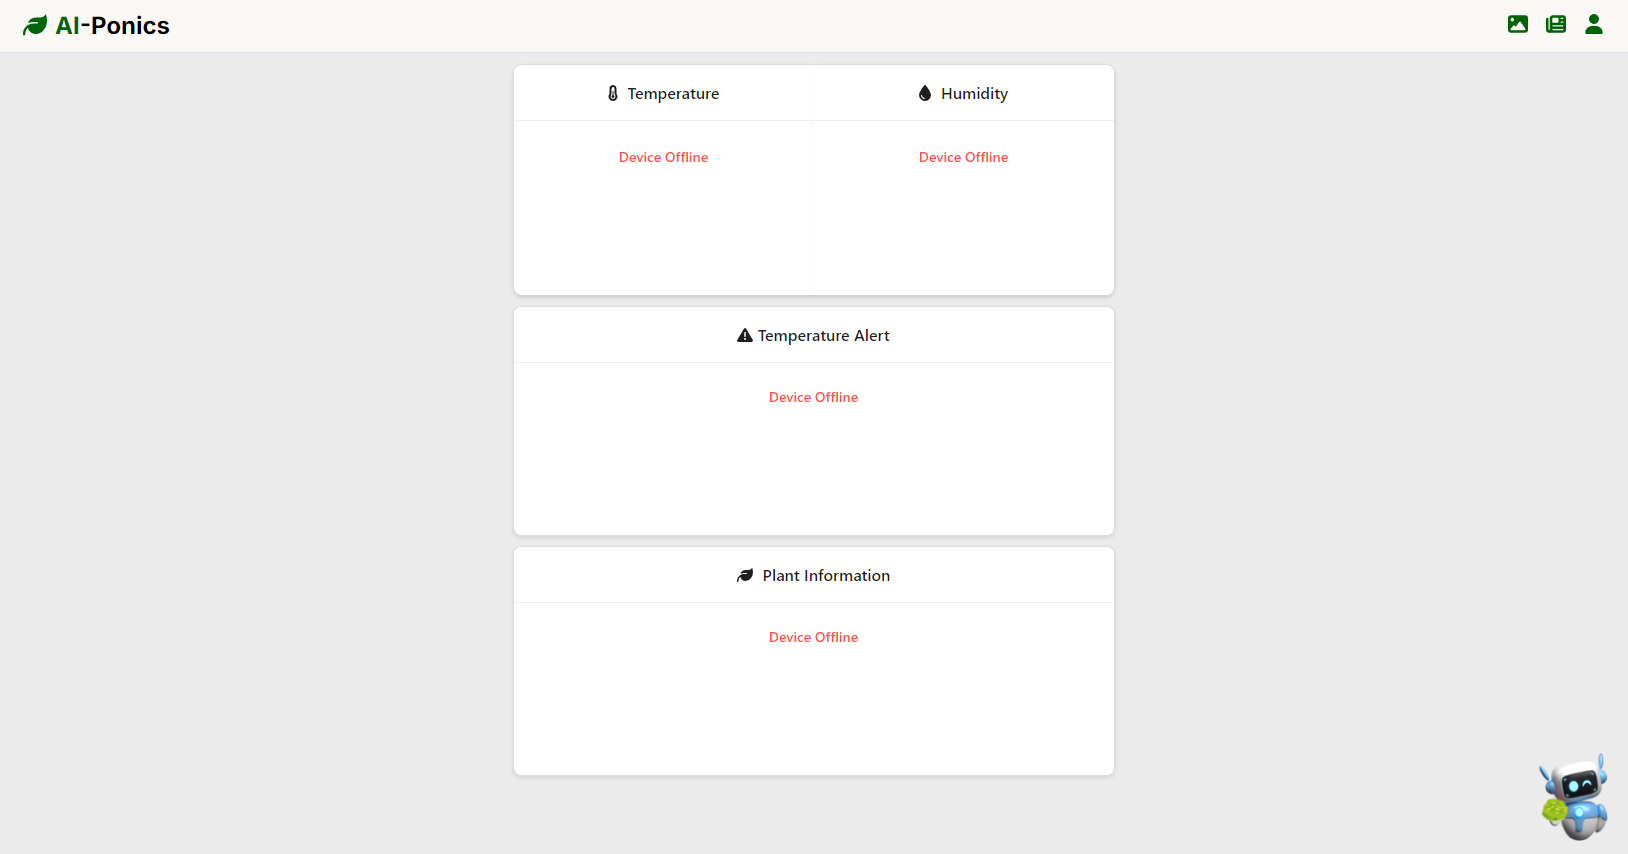 AI-Ponics
Temperature
Humidity
Device Offline
Device Offline
Temperature Alert
Device Offline
Plant Information
Device Offline